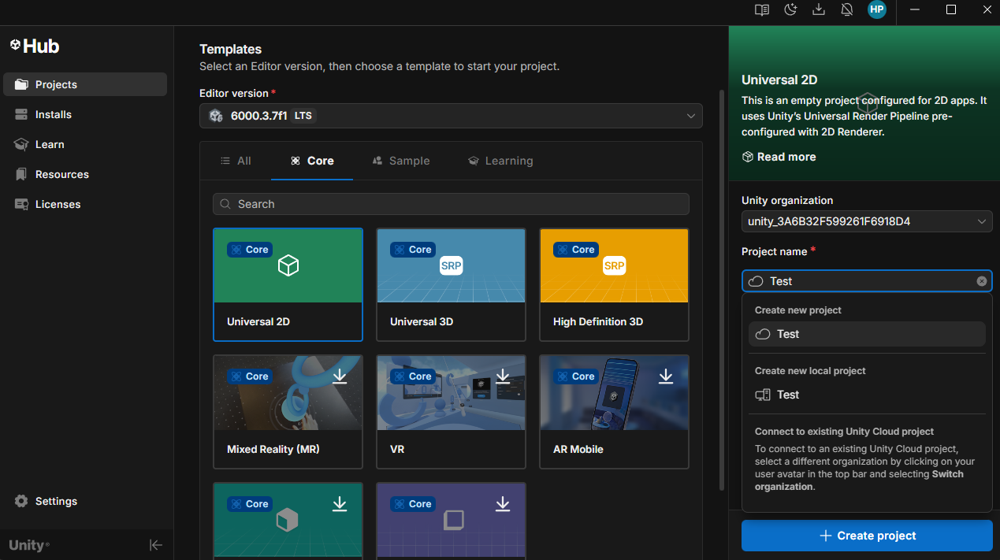 HP
Hub
Projects
Installs
Learn
Resources
Licenses
Settings
Unity®
Templates
Select an Editor version, then choose a template to start your project.
Editor version *
6000.3.7f1 LTS
All
Core
Sample
Learning
Search
Core
Universal 2D
Core
SRP
Universal 3D
Core
SRP
High Definition 3D
Core
Mixed Reality (MR)
Core
VR
Core
AR Mobile
Core
Core
Universal 2D
This is an empty project configured for 2D apps. It
uses Unity’s Universal Render Pipeline pre-
configured with 2D Renderer.
Read more
Unity organization
unity_3A6B32F599261F6918D4
Project name *
Test
Create new project
Test
Create new local project
Test
Connect to existing Unity Cloud project
To connect to an existing Unity Cloud project,
select a different organization by clicking on your
user avatar in the top bar and selecting Switch
organization.
+ Create project